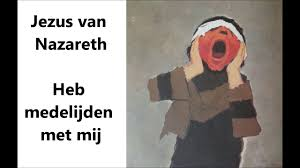 Jezus van
Nazareth
Heb
medelijden
met mij